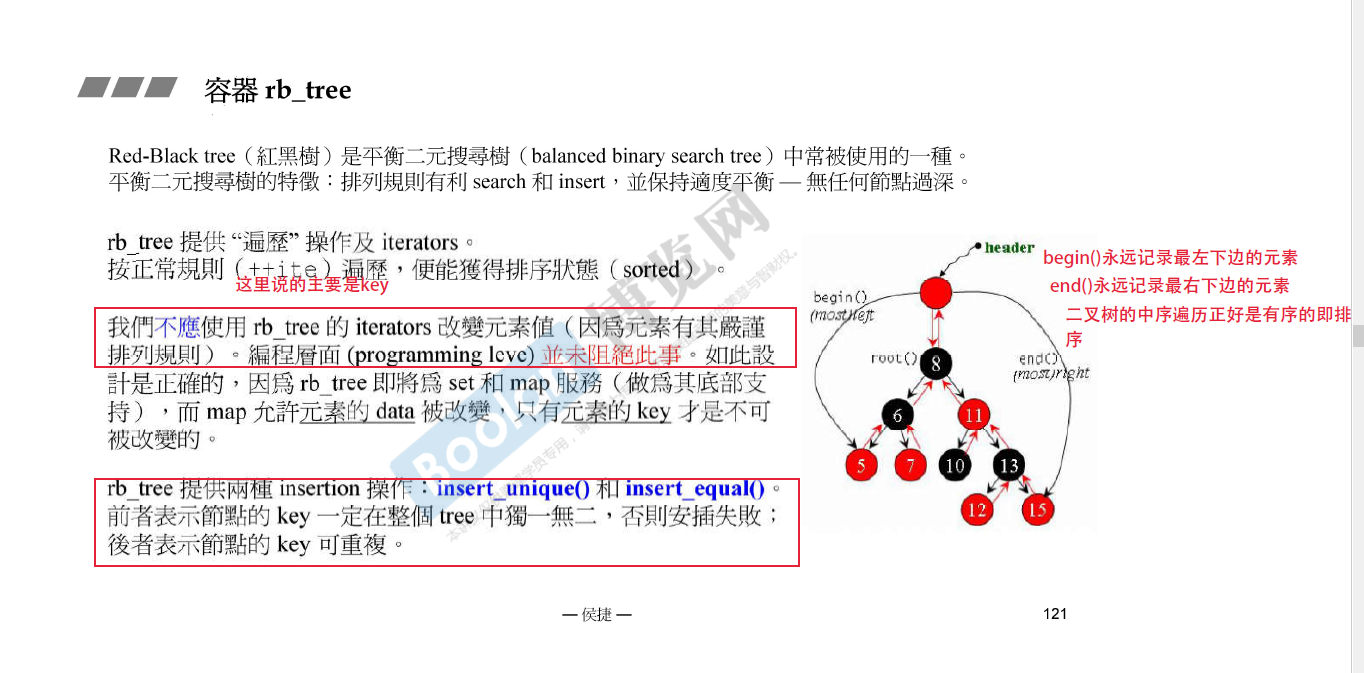 容器 rb_tree
Red-Black tree（紅黑樹）是平衡二元搜尋樹（balanced binary search tree）中常被使用的一種。
平衡二元搜尋樹的特徵：排列規則有利 search 和 insert，並保持適度平衡 — 無任何節點過深。
rb_tree 提供 “遍歷” 操作及 iterators。
按正常規則（++ite）遍歷，便能獲得排序狀態（sorted）。
这里说的主要是key
我們不應使用 rb_tree 的 iterators 改變元素值（因為元素有其嚴謹
排列規則）。編程層面 (programming leve) 並未阻絕此事。如此設
計是正確的，因為 rb_tree 即將為 set 和 map 服務（做為其底部支
持），而 map 允許元素的 data 被改變，只有元素的 key 才是不可
被改變的。
rb_tree 提供兩種 insertion 操作：insert_unique() 和 insert_equal()。
前者表示節點的 key 一定在整個 tree 中獨一無二，否則安插失敗；
後者表示節點的 key 可重複。
header
begin()
(most)left
root()
end()
(most)right
8
6
11
5
7
10
13
12
15
begin()永远记录最左下边的元素
end()永远记录最右下边的元素
二叉树的中序遍历正好是有序的即排
序
Boolan
博览网
— 侯捷 —
121